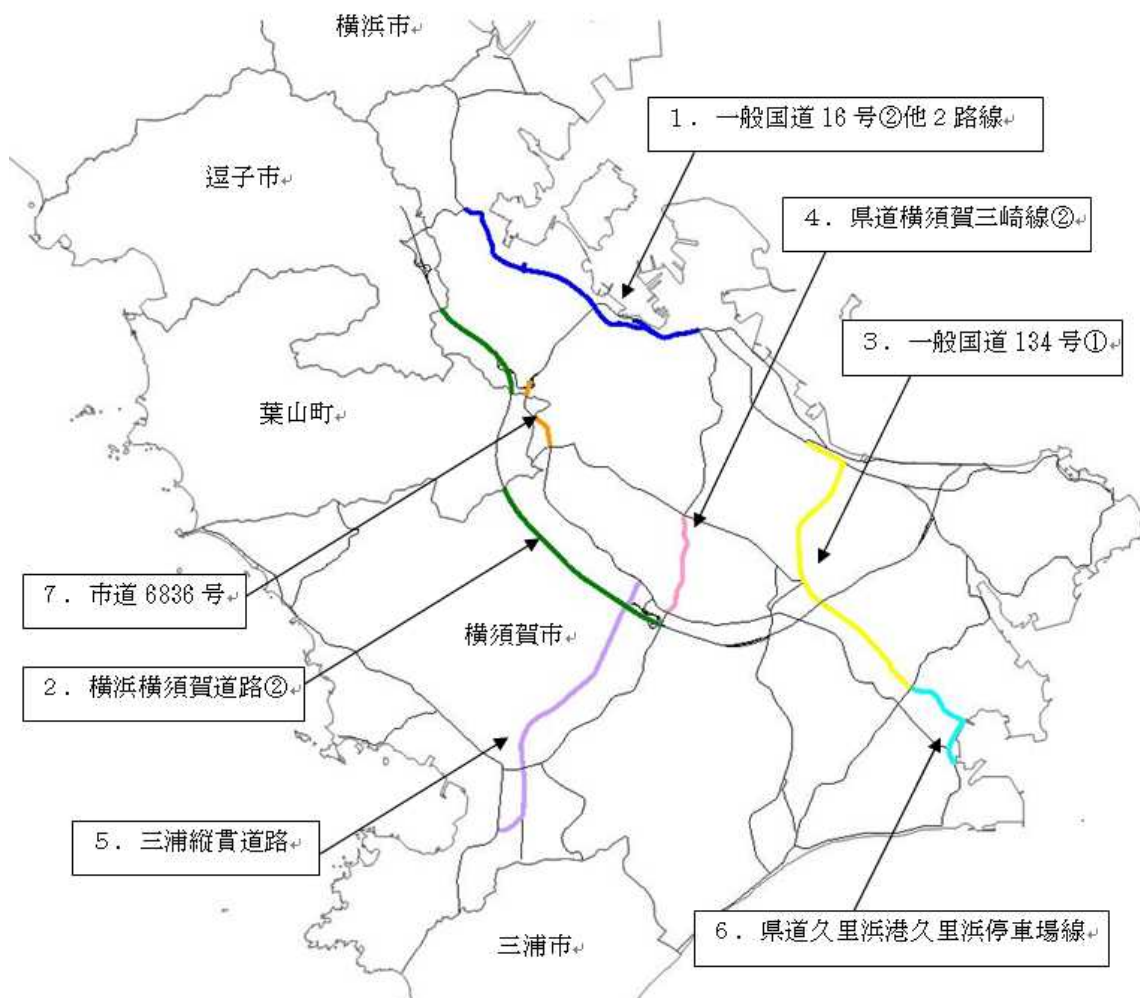 横浜市
1．一般国道16号②他2路線
逗子市
4．県道横須賀三崎線②
3．一般国道134号①
葉山町
7．市道6836号
横須賀市
2．横浜横須賀道路②
5．三浦縦貫道路
6．県道久里浜港久里浜停車場線
三浦市